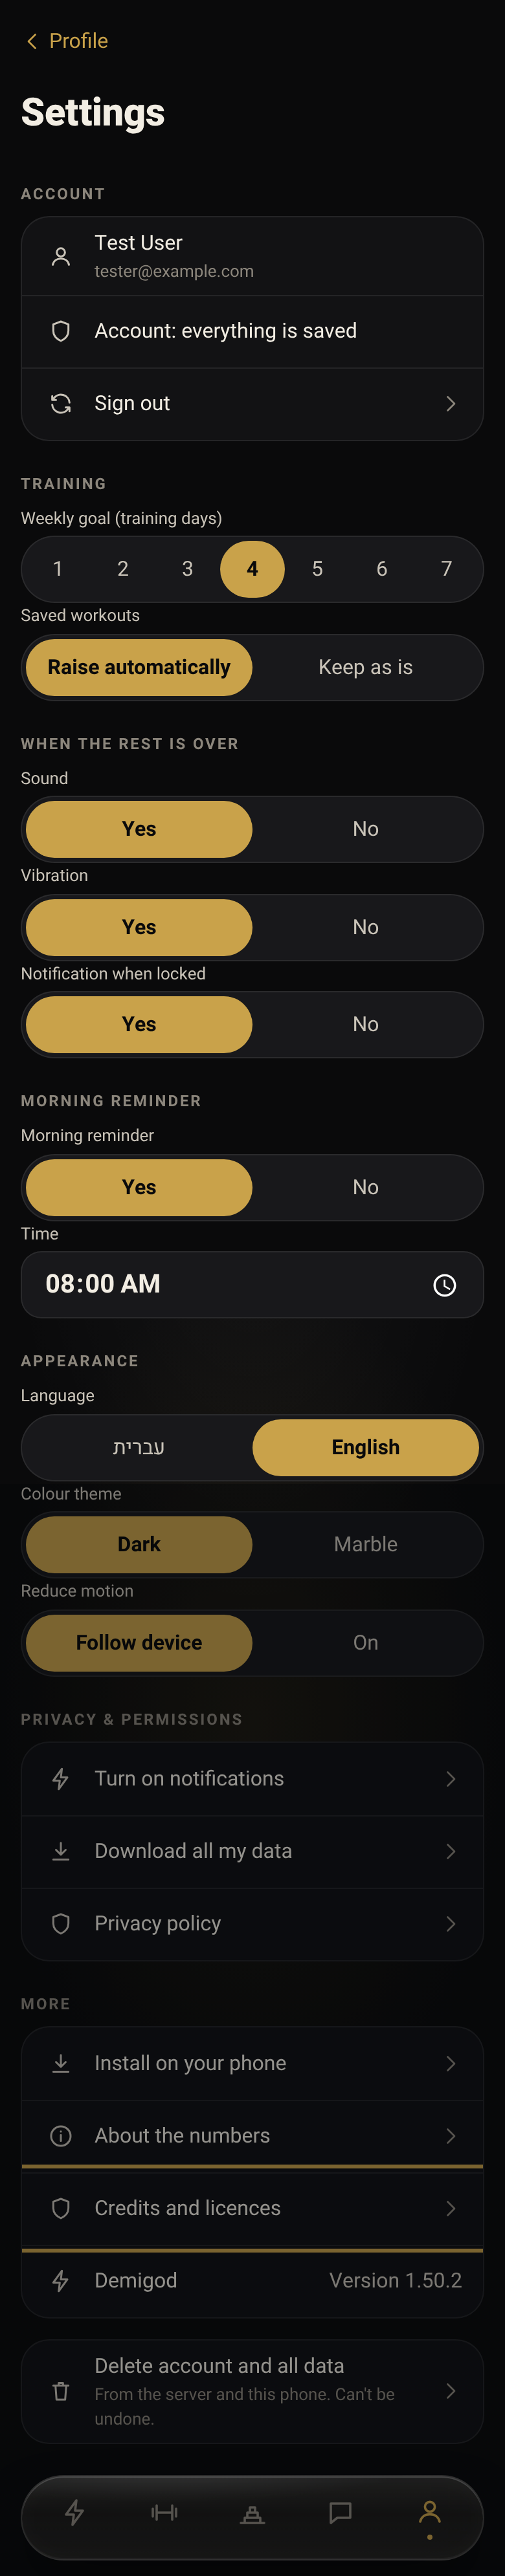 Profile
Settings
ACCOUNT
Test User
tester@example.com
Account: everything is saved
Sign out
TRAINING
Weekly goal (training days)
1 2 3 4 5 6 7
Saved workouts
Raise automatically Keep as is
WHEN THE REST IS OVER
Sound
Yes No
Vibration
Yes No
Notification when locked
Yes No
MORNING REMINDER
Morning reminder
Yes No
Time
08:00 AM
APPEARANCE
Language
עברית English
Colour theme
Dark Marble
Reduce motion
Follow device On
PRIVACY & PERMISSIONS
Turn on notifications
Download all my data
Privacy policy
MORE
Install on your phone
About the numbers
Credits and licences
Demigod Version 1.50.2
Delete account and all data
From the server and this phone. Can't be
undone.